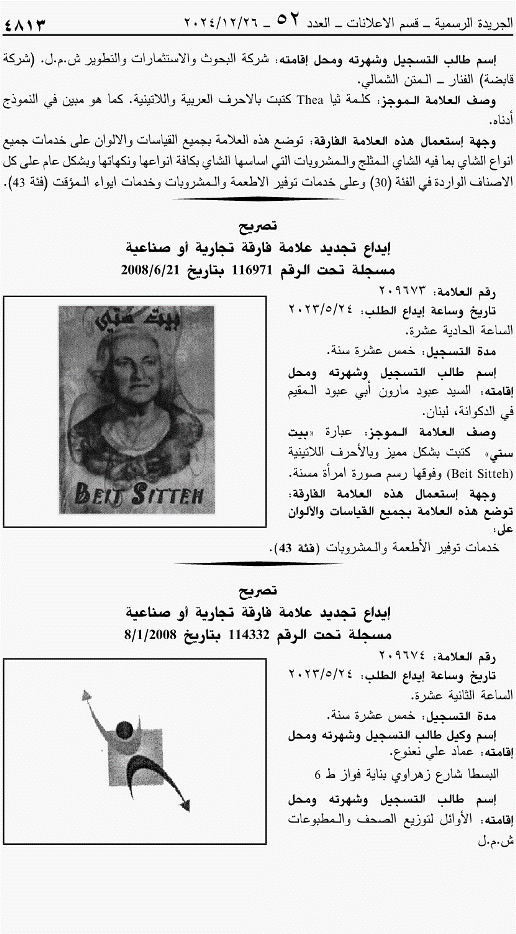 الجريدة الرسمية – قسم الاعلانات – العدد ٥٢ – ٢٠٢٤/١٢/٢٦
٤٨١٣
إسم طالب التسجيل وشهرته ومحل إقامته: شركة البحوث والاستثمارات والتطوير ش.م.ل. (شركة
قابضة) الفنار – المتن الشمالي.
وصف العلامة الموجز: كلمة ثيا Thea كتبت بالاحرف العربية واللاتينية. كما هو مبين في النموذج
أدناه.
وجهة إستعمال هذه العلامة الفارقة: توضع هذه العلامة بجميع القياسات والالوان على خدمات جميع
انواع الشاي بما فيه الشاي المثلج والمشروبات التي اساسها الشاي بكافة انواعها ونكهاتها وبشكل عام على كل
الاصناف الواردة في الفئة (30) وعلى خدمات توفير الاطعمة والمشروبات وخدمات ايواء المؤقت (فئة 43).
تصريح
إيداع تجديد علامة فارقة تجارية أو صناعية
مسجلة تحت الرقم 116971 بتاريخ 2008/6/21
رقم العلامة: ٢٠٩٦٧٣
تاريخ وساعة إيداع الطلب: ٢٠٢٣/٥/٢٤
الساعة الحادية عشرة.
مدة التسجيل: خمس عشرة سنة.
إسم طالب التسجيل وشهرته ومحل
إقامته: السيد عبود مارون أبي عبود المقيم
في الدكوانة، لبنان.
وصف العلامة الموجز: عبارة «بيت
ستي» كتبت بشكل مميز وبالأحرف اللاتينية
(Beit Sitteh) وفوقها رسم صورة امرأة مسنة.
وجهة إستعمال هذه العلامة الفارقة:
توضع هذه العلامة بجميع القياسات والألوان
على:
خدمات توفير الأطعمة والمشروبات (فئة 43).
بيت ستي
BEIT SITTEH
تصريح
إيداع تجديد علامة فارقة تجارية أو صناعية
مسجلة تحت الرقم 114332 بتاريخ 8/1/2008
رقم العلامة: ٢٠٩٦٧٤
تاريخ وساعة إيداع الطلب: ٢٠٢٣/٥/٢٤
الساعة الثانية عشرة.
مدة التسجيل: خمس عشرة سنة.
إسم وكيل طالب التسجيل وشهرته ومحل
إقامته: عماد علي نعنوع.
البسطا شارع زهراوي بناية فواز ط 6
إسم طالب التسجيل وشهرته ومحل
إقامته: الأوائل لتوزيع الصحف والمطبوعات
ش.م.ل